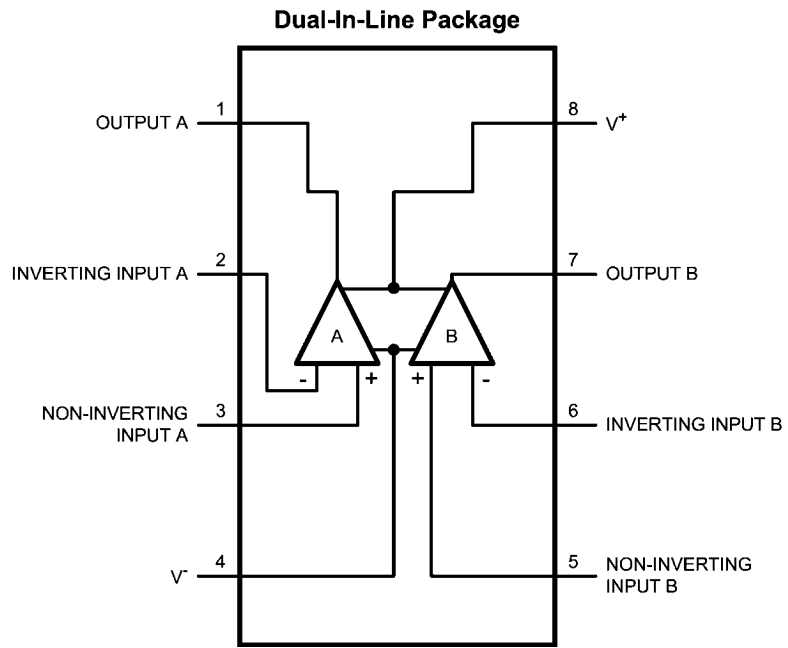 Dual-In-Line Package
1
OUTPUT A
8
V+
2
INVERTING INPUT A
7
OUTPUT B
A
B
-
+
+
-
3
NON-INVERTING
INPUT A
6
INVERTING INPUT B
4
V-
5
NON-INVERTING
INPUT B